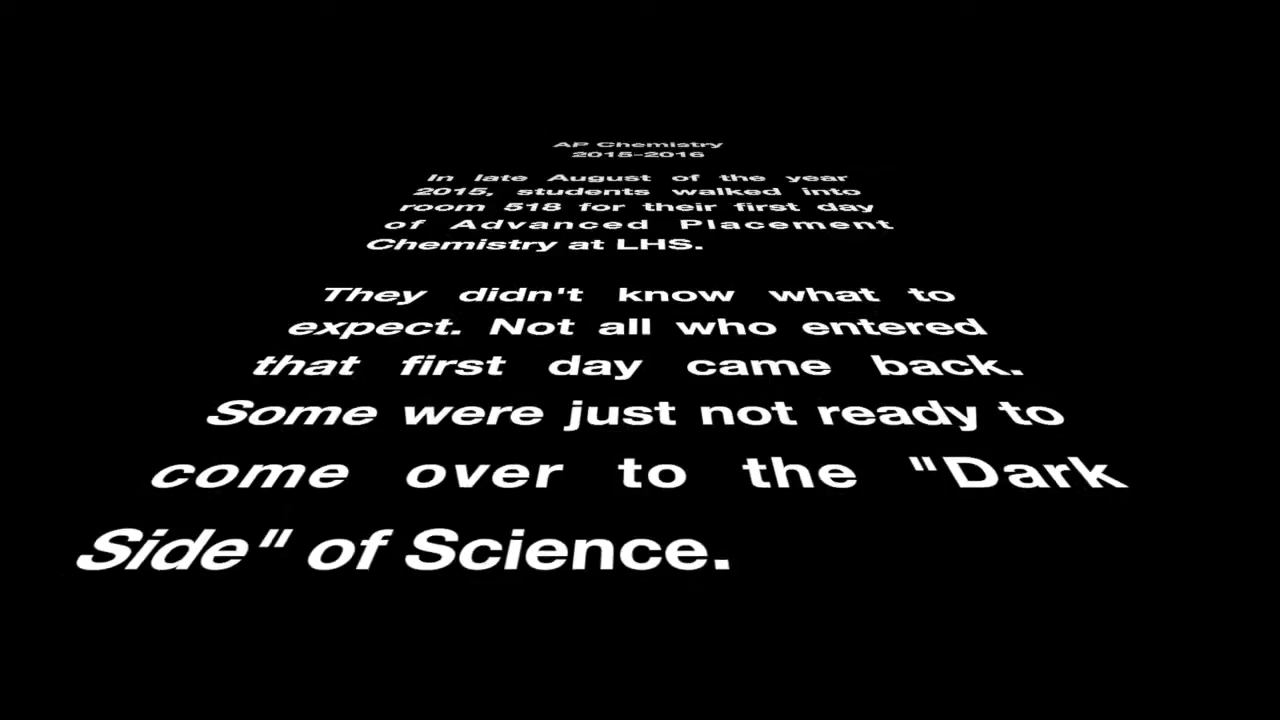 AP Chemistry
2015-2016
In late August of the year
2015, students walked into
room 518 for their first day
of Advanced Placement
Chemistry at LHS.
They didn't know what to
expect. Not all who entered
that first day came back.
Some were just not ready to
come over to the "Dark
Side" of Science.